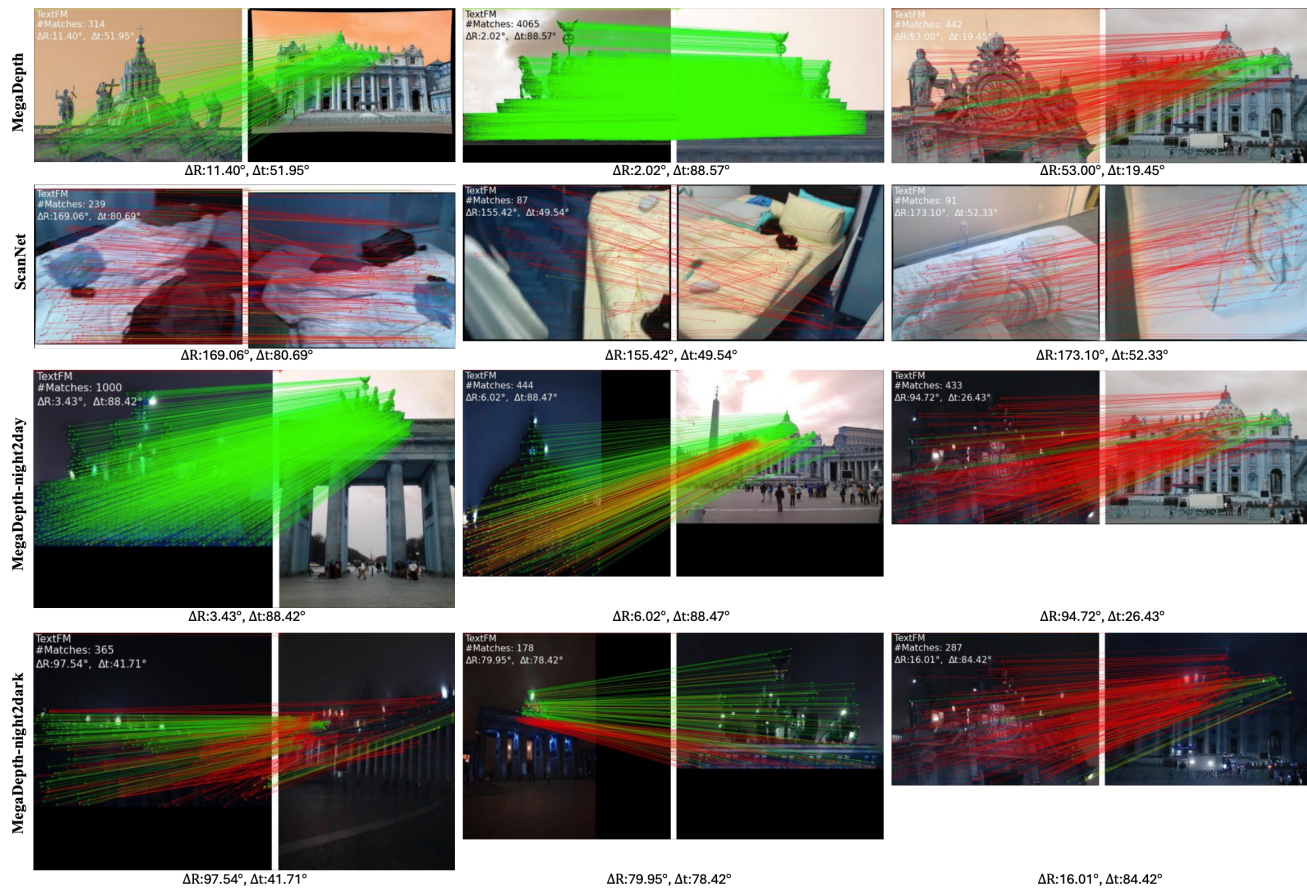 MegaDepth
TextFM
#Matches: 314
ΔR:11.40°, Δt:51.95°
ΔR:11.40°, Δt:51.95°
TextFM
#Matches: 4065
ΔR:2.02°, Δt:88.57°
ΔR:2.02°, Δt:88.57°
TextFM
#Matches: 442
ΔR:53.00°, Δt:19.45°
ΔR:53.00°, Δt:19.45°
ScanNet
TextFM
#Matches: 239
ΔR:169.06°, Δt:80.69°
ΔR:169.06°, Δt:80.69°
TextFM
#Matches: 87
ΔR:155.42°, Δt:49.54°
ΔR:155.42°, Δt:49.54°
TextFM
#Matches: 91
ΔR:173.10°, Δt:52.33°
ΔR:173.10°, Δt:52.33°
MegaDepth-night2day
TextFM
#Matches: 1000
ΔR:3.43°, Δt:88.42°
ΔR:3.43°, Δt:88.42°
TextFM
#Matches: 444
ΔR:6.02°, Δt:88.47°
ΔR:6.02°, Δt:88.47°
TextFM
#Matches: 433
ΔR:94.72°, Δt:26.43°
ΔR:94.72°, Δt:26.43°
MegaDepth-night2dark
TextFM
#Matches: 365
ΔR:97.54°, Δt:41.71°
ΔR:97.54°, Δt:41.71°
TextFM
#Matches: 178
ΔR:79.95°, Δt:78.42°
ΔR:79.95°, Δt:78.42°
TextFM
#Matches: 287
ΔR:16.01°, Δt:84.42°
ΔR:16.01°, Δt:84.42°